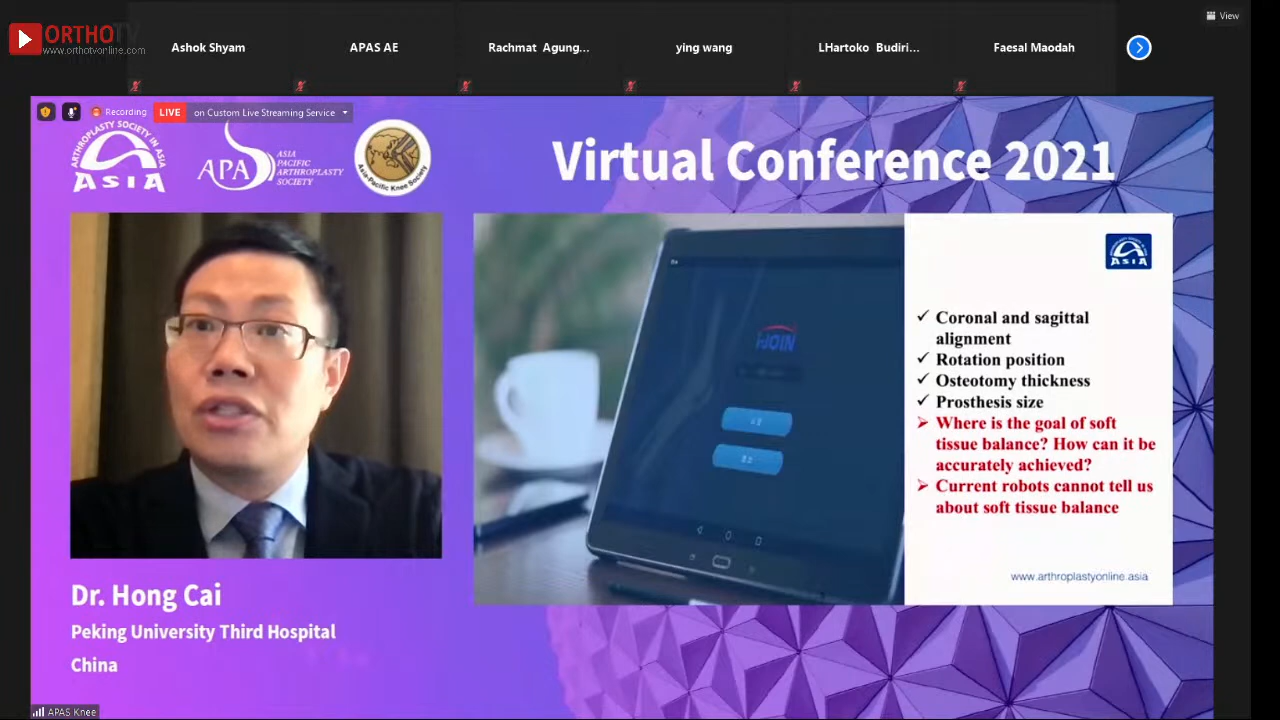 ORTHOTV
www.orthotvonline.com
View
Ashok Shyam
APAS AE
Rachmat Agung...
ying wang
LHartoko Budiri...
Faesal Maodah
Recording
LIVE
on Custom Live Streaming Service
ARTHROPLASTY SOCIETY IN ASIA
ASIA
APAS
ASIA
PACIFIC
ARTHROPLASTY
SOCIETY
Asia-Pacific Knee Society
Virtual Conference 2021
i-JOIN
ASIA
✓ Coronal and sagittal
alignment
✓ Rotation position
✓ Osteotomy thickness
✓ Prosthesis size
➢ Where is the goal of soft
tissue balance? How can it be
accurately achieved?
➢ Current robots cannot tell us
about soft tissue balance
www.arthroplastyonline.asia
Dr. Hong Cai
Peking University Third Hospital
China
APAS Knee